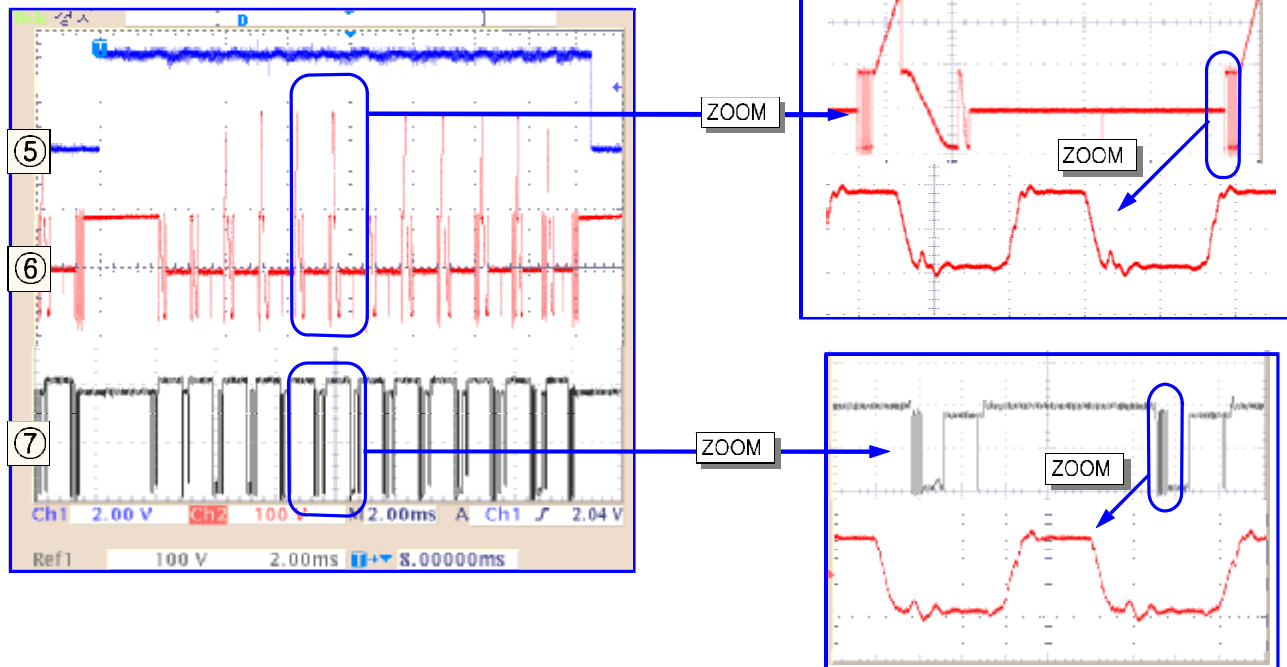 D
T
⑤
⑥
⑦
ZOOM
ZOOM
ZOOM
ZOOM
Ch1 2.00 V Ch2 100 V M 2.00ms A Ch1 2.04 V
Ref1 100 V 2.00ms T 8.00000ms